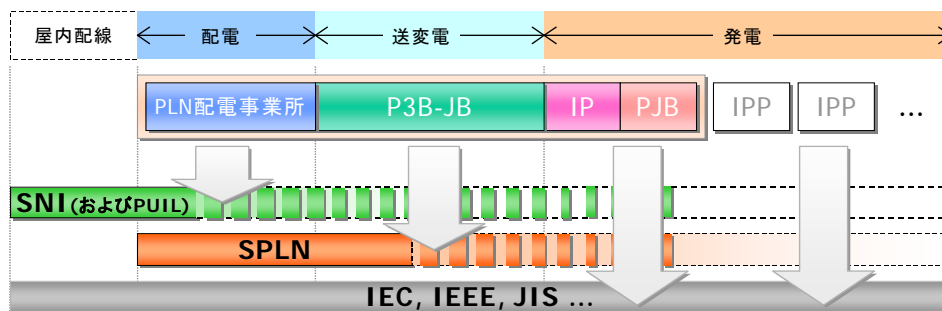 屋内配線 配電 送変電 発電
PLN配電事業所 P3B-JB IP PJB IPP IPP ...
SNI(およびPUIL)
SPLN
IEC, IEEE, JIS ...